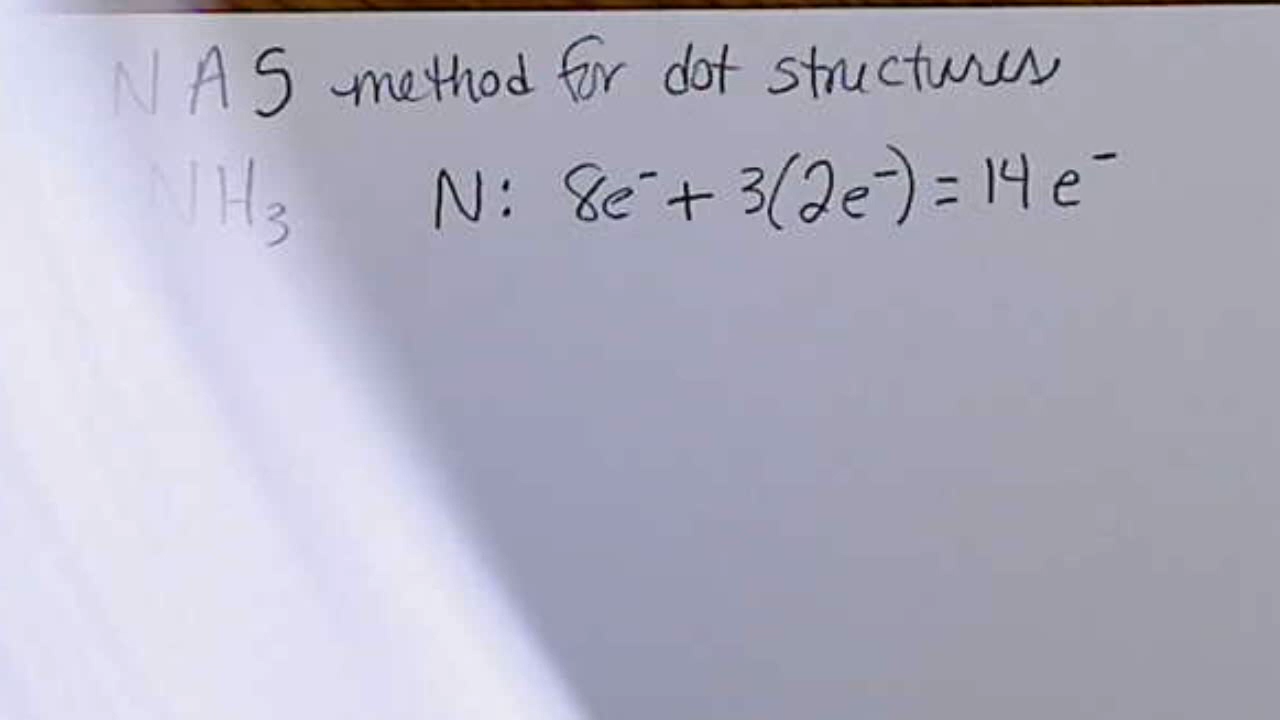 NAS method for dot structures
NH₃ N: 8e⁻ + 3(2e⁻) = 14 e⁻